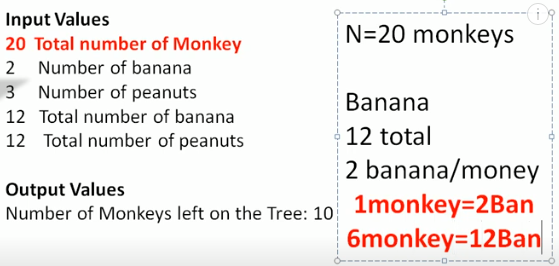 Input Values
20 Total number of Monkey
2 Number of banana
3 Number of peanuts
12 Total number of banana
12 Total number of peanuts
Output Values
Number of Monkeys left on the Tree: 10
N=20 monkeys
Banana
12 total
2 banana/money
1monkey=2Ban
6monkey=12Ban